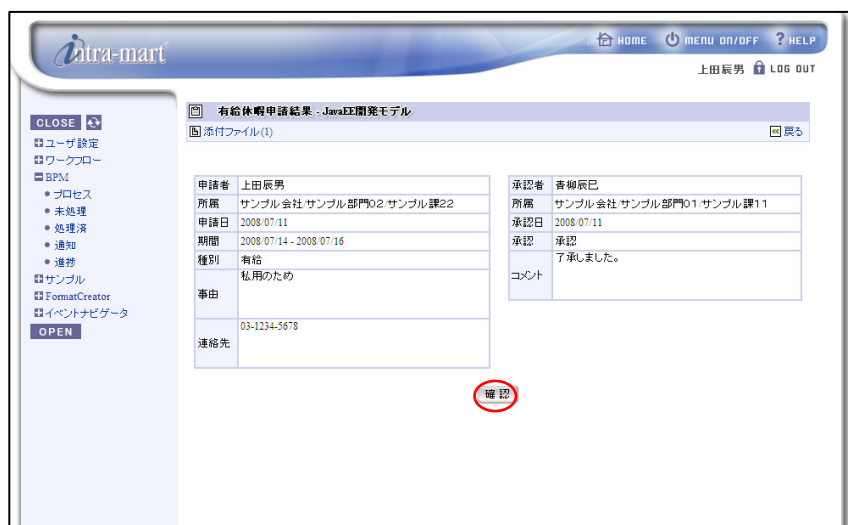 intra-mart
HOME MENU ON/OFF ? HELP
上田辰男 LOG OUT
CLOSE
ユーザ設定
ワークフロー
BPM
プロセス
未処理
処理済
通知
進捗
サンプル
FormatCreator
イベントナビゲータ
OPEN
有給休暇申請結果 - JavaEE開発モデル
添付ファイル(1) 戻る
申請者 上田辰男
所属 サンプル会社/サンプル部門02/サンプル課22
申請日 2008/07/11
期間 2008/07/14 - 2008/07/16
種別 有給
事由 私用のため
連絡先 03-1234-5678
承認者 青柳辰巳
所属 サンプル会社/サンプル部門01/サンプル課11
承認日 2008/07/11
承認 承認
コメント 了承しました。
確認